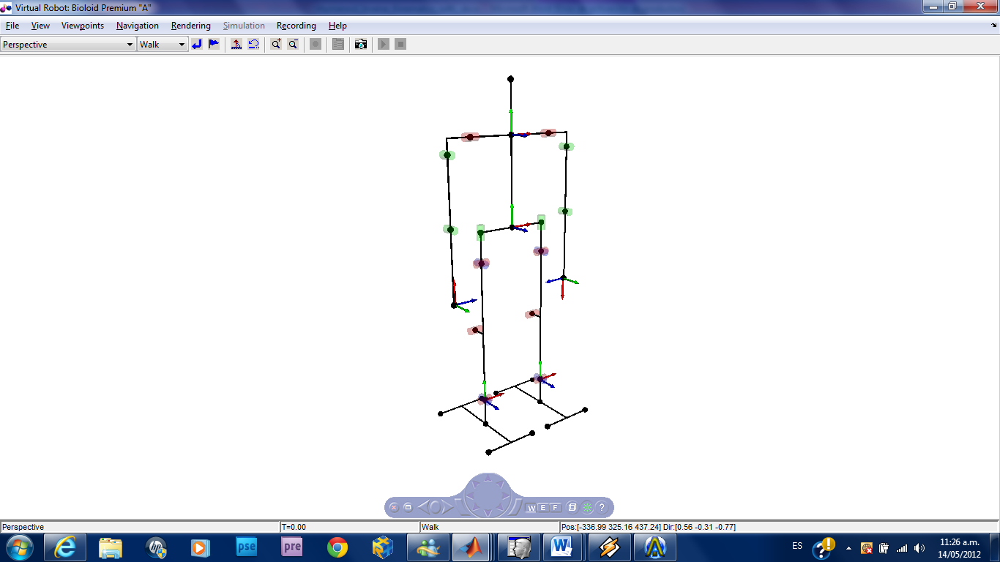 Virtual Robot: Bioloid Premium "A"
File View Viewpoints Navigation Rendering Simulation Recording Help
Perspective Walk
W E F ?
Perspective T=0.00 Walk Pos:[-336.99 325.16 437.24] Dir:[0.56 -0.31 -0.77]
hp pse pre W ES ? 11:26 a.m.
14/05/2012